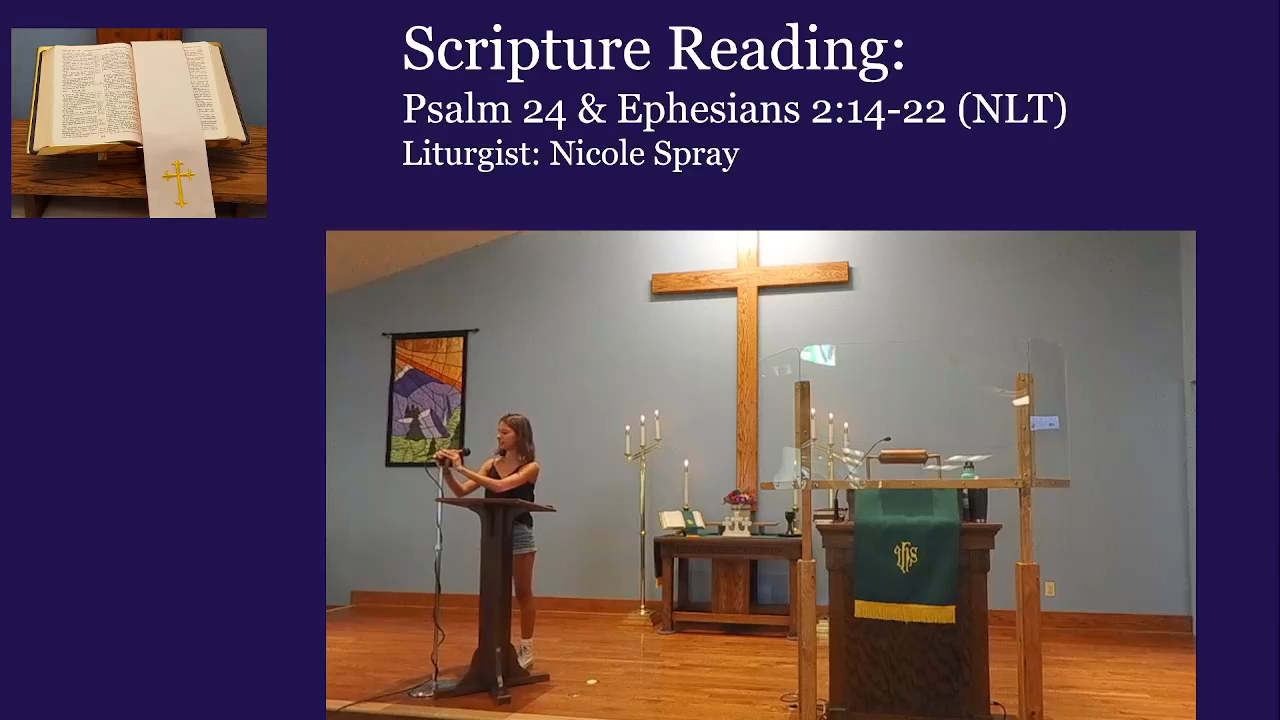 Scripture Reading:
Psalm 24 & Ephesians 2:14-22 (NLT)
Liturgist: Nicole Spray
IHS